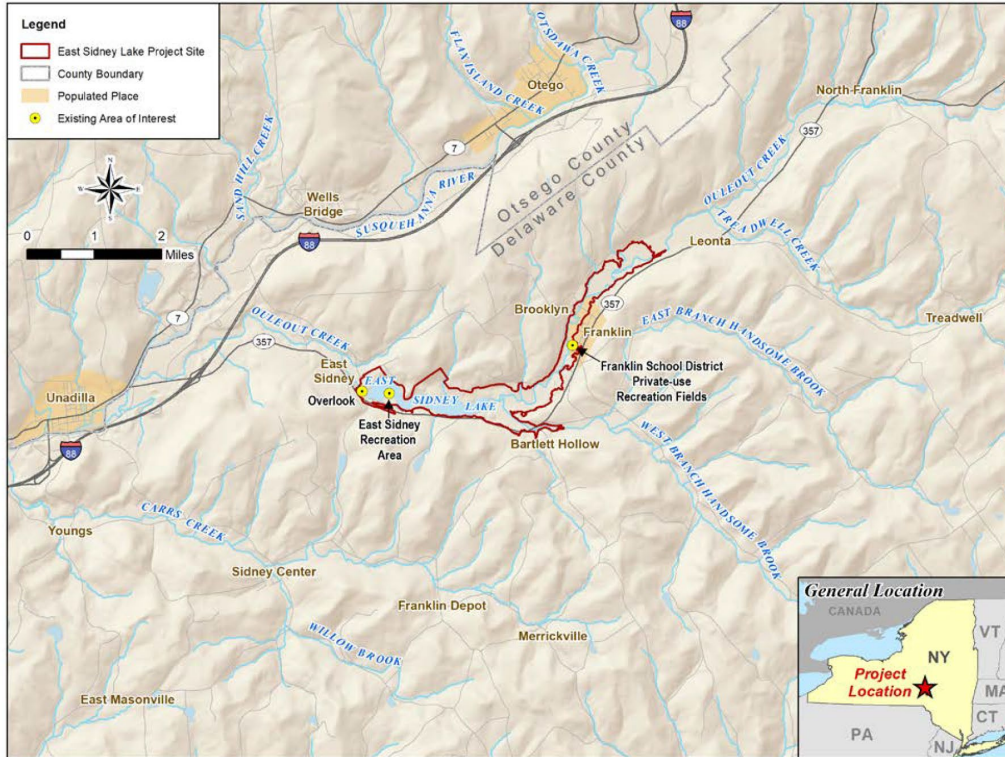 Legend
East Sidney Lake Project Site
County Boundary
Populated Place
Existing Area of Interest
88
OTSDAWA CREEK
FLAX ISLAND CREEK
Otego
North Franklin
357
7
SAND HILL CREEK
N
W
E
S
Wells
Bridge
SUSQUEHANNA RIVER
Otsego County
Delaware County
OULEOUT CREEK
TREADWELL CREEK
0
1
2
Miles
88
Leonta
7
Brooklyn
357
OULEOUT CREEK
Treadwell
357
Franklin
EAST BRANCH HANDSOME BROOK
East
Sidney
Franklin School District
Private-use
Recreation Fields
EAST
SIDNEY
LAKE
Overlook
Unadilla
East Sidney
Recreation
Area
88
Bartlett Hollow
WEST BRANCH HANDSOME BROOK
CARRS CREEK
Youngs
Sidney Center
Franklin Depot
Merrickville
WILLOW BROOK
East Masonville
General Location
CANADA
VT
NY
Project
Location
MA
CT
PA
NJ